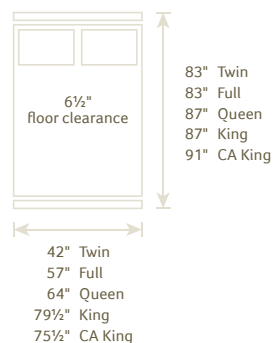 6½"
floor clearance
83" Twin
83" Full
87" Queen
87" King
91" CA King
42" Twin
57" Full
64" Queen
79½" King
75½" CA King